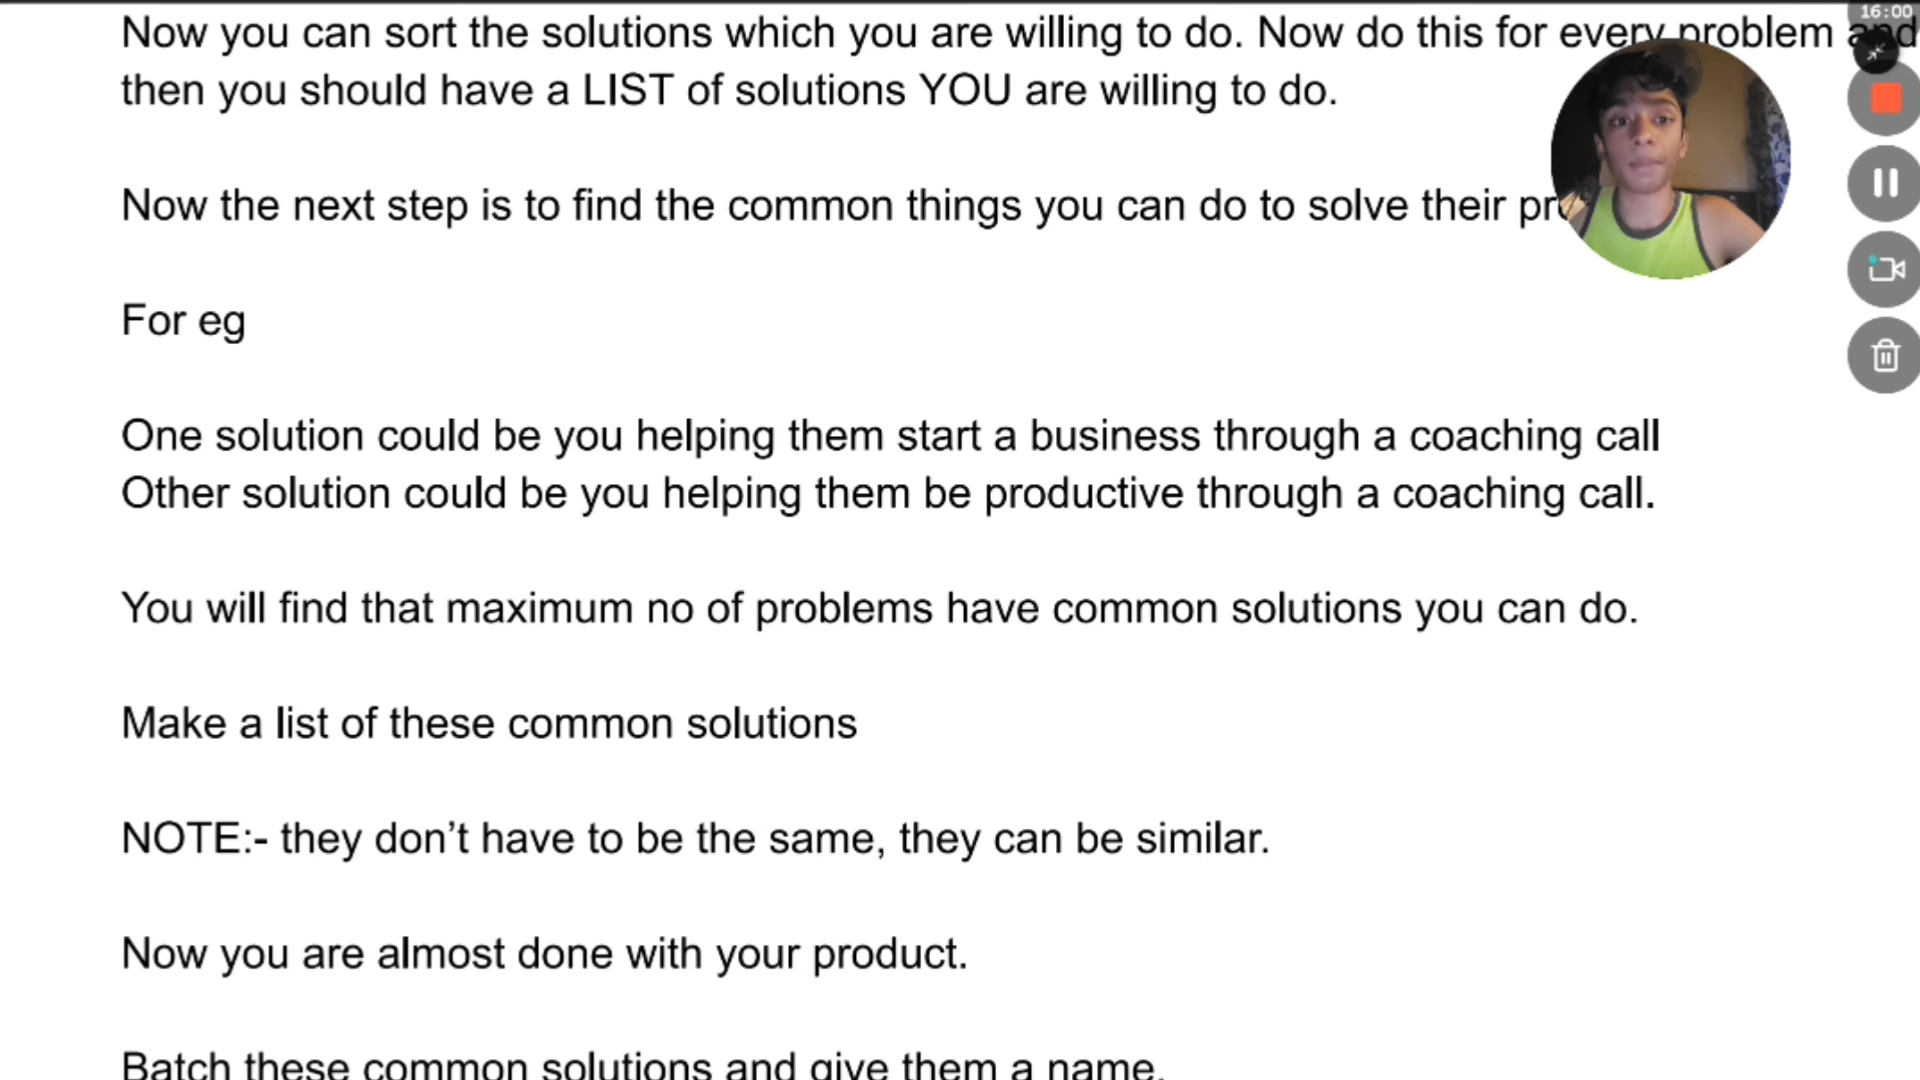 16:00
Now you can sort the solutions which you are willing to do. Now do this for every problem and
then you should have a LIST of solutions YOU are willing to do.
Now the next step is to find the common things you can do to solve their
For eg
One solution could be you helping them start a business through a coaching call
Other solution could be you helping them be productive through a coaching call.
You will find that maximum no of problems have common solutions you can do.
Make a list of these common solutions
NOTE:- they don’t have to be the same, they can be similar.
Now you are almost done with your product.
Batch these common solutions and give them a name.